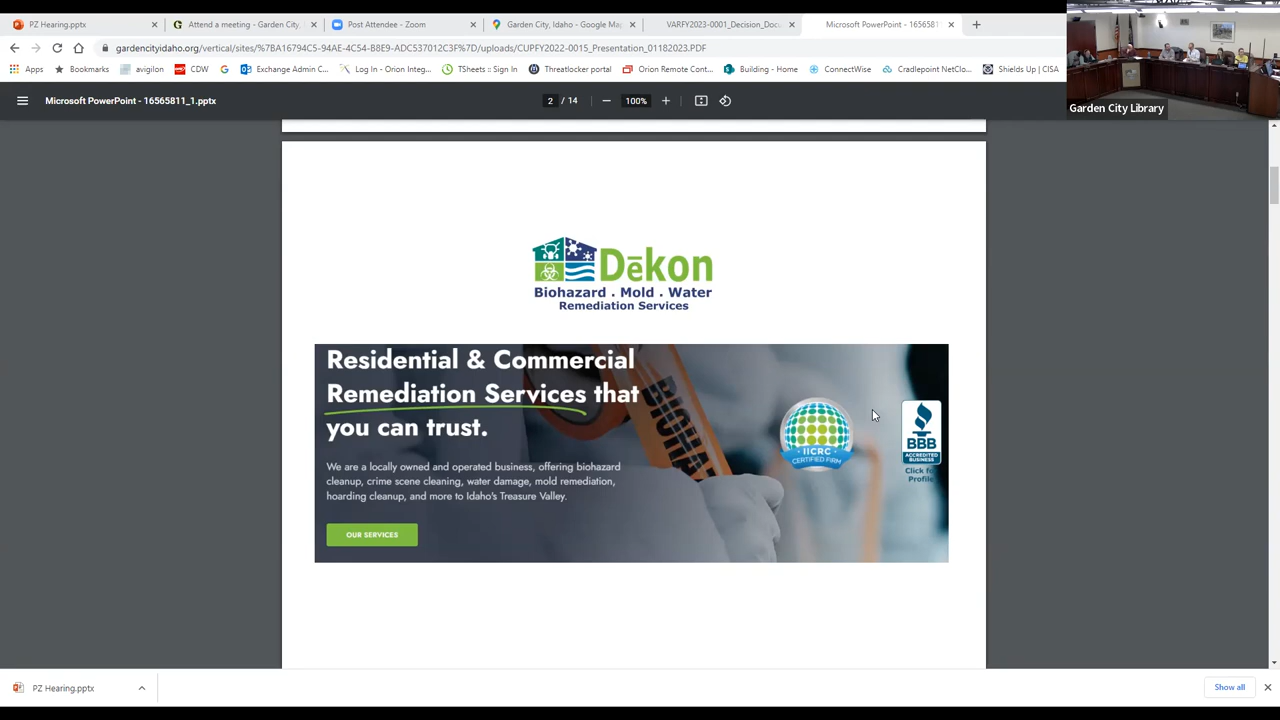 PZ Hearing.pptx
Attend a meeting - Garden City,
Post Attendee - Zoom
Garden City, Idaho - Google Ma
VARFY2023-0001_Decision_Docu
Microsoft PowerPoint - 1656581
gardencityidaho.org/vertical/sites/%7BA16794C5-94AE-4C54-B8E9-ADC537012C3F%7D/uploads/CUPFY2022-0015_Presentation_01182023.PDF
Apps
Bookmarks
avigilon
CDW
Exchange Admin C...
Log In - Orion Integ...
TSheets :: Sign In
Threatlocker portal
Orion Remote Cont...
Building - Home
ConnectWise
Cradlepoint NetClo...
Shields Up | CISA
Garden City Library
Microsoft PowerPoint - 16565811_1.pptx
2 / 14
100%
Dēkon
Biohazard . Mold . Water
Remediation Services
Residential & Commercial
Remediation Services that
you can trust.
We are a locally owned and operated business, offering biohazard
cleanup, crime scene cleaning, water damage, mold remediation,
hoarding cleanup, and more to Idaho's Treasure Valley.
OUR SERVICES
BIOHA
IICRC
CERTIFIED FIRM
BBB
ACCREDITED
BUSINESS
Click fo
Profile
PZ Hearing.pptx
Show all